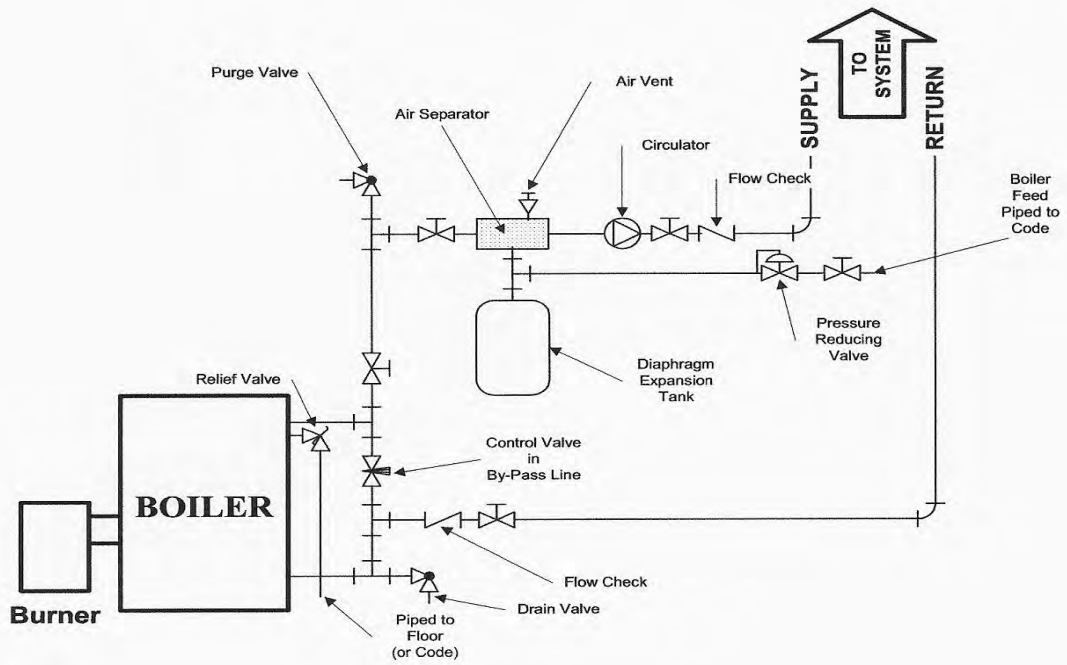 TO
SYSTEM
SUPPLY
RETURN
Purge Valve
Air Vent
Air Separator
Circulator
Flow Check
Boiler
Feed
Piped to
Code
Pressure
Reducing
Valve
Diaphragm
Expansion
Tank
Relief Valve
Control Valve
in
By-Pass Line
BOILER
Burner
Flow Check
Drain Valve
Piped to
Floor
(or Code)